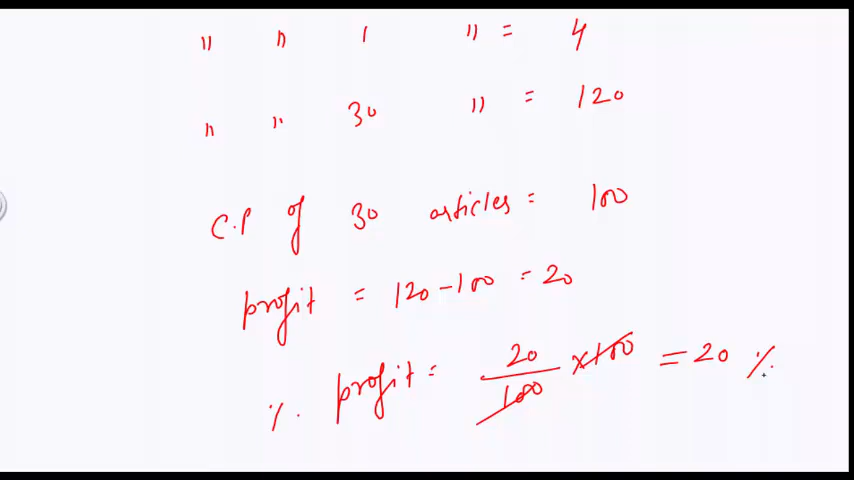 " " 1 " = 4
" " 30 " = 120
C.P of 30 articles = 100
profit = 120 - 100 = 20
% profit = 20/100 × 100 = 20 %